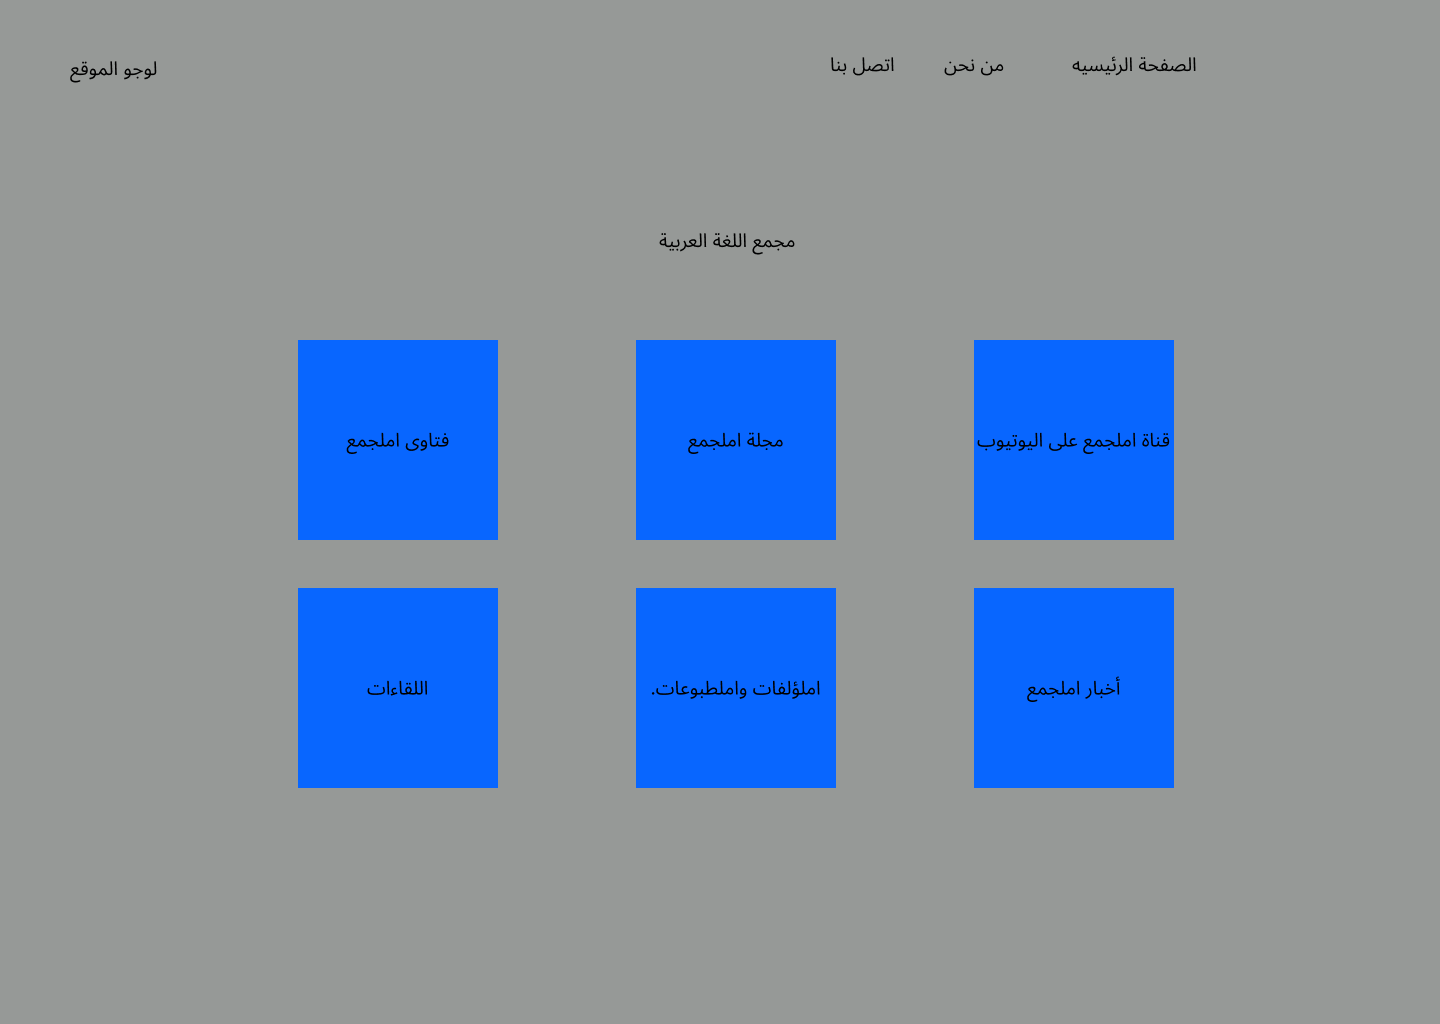 الصفحة الرئيسيه
من نحن
اتصل بنا
لوجو الموقع
مجمع اللغة العربية
قناة املجمع على اليوتيوب
مجلة املجمع
فتاوى املجمع
أخبار املجمع
املؤلفات واملطبوعات.
اللقاءات